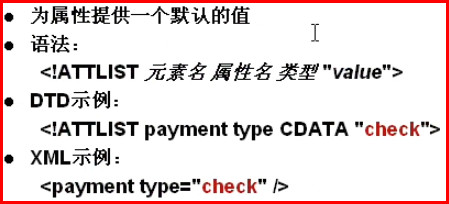 ● 为属性提供一个默认的值
● 语法：
<!ATTLIST 元素名 属性名 类型 "value">
● DTD示例：
<!ATTLIST payment type CDATA "check">
● XML示例：
<payment type="check" />